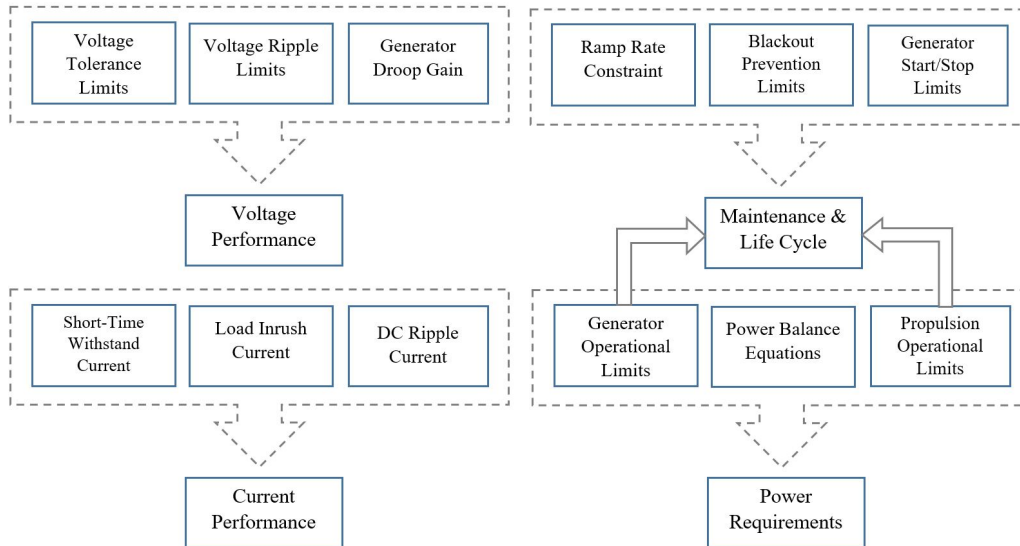 Voltage
Tolerance
Limits
Voltage Ripple
Limits
Generator
Droop Gain
Voltage
Performance
Short-Time
Withstand
Current
Load Inrush
Current
DC Ripple
Current
Current
Performance
Ramp Rate
Constraint
Blackout
Prevention
Limits
Generator
Start/Stop
Limits
Maintenance &
Life Cycle
Generator
Operational
Limits
Power Balance
Equations
Propulsion
Operational
Limits
Power
Requirements